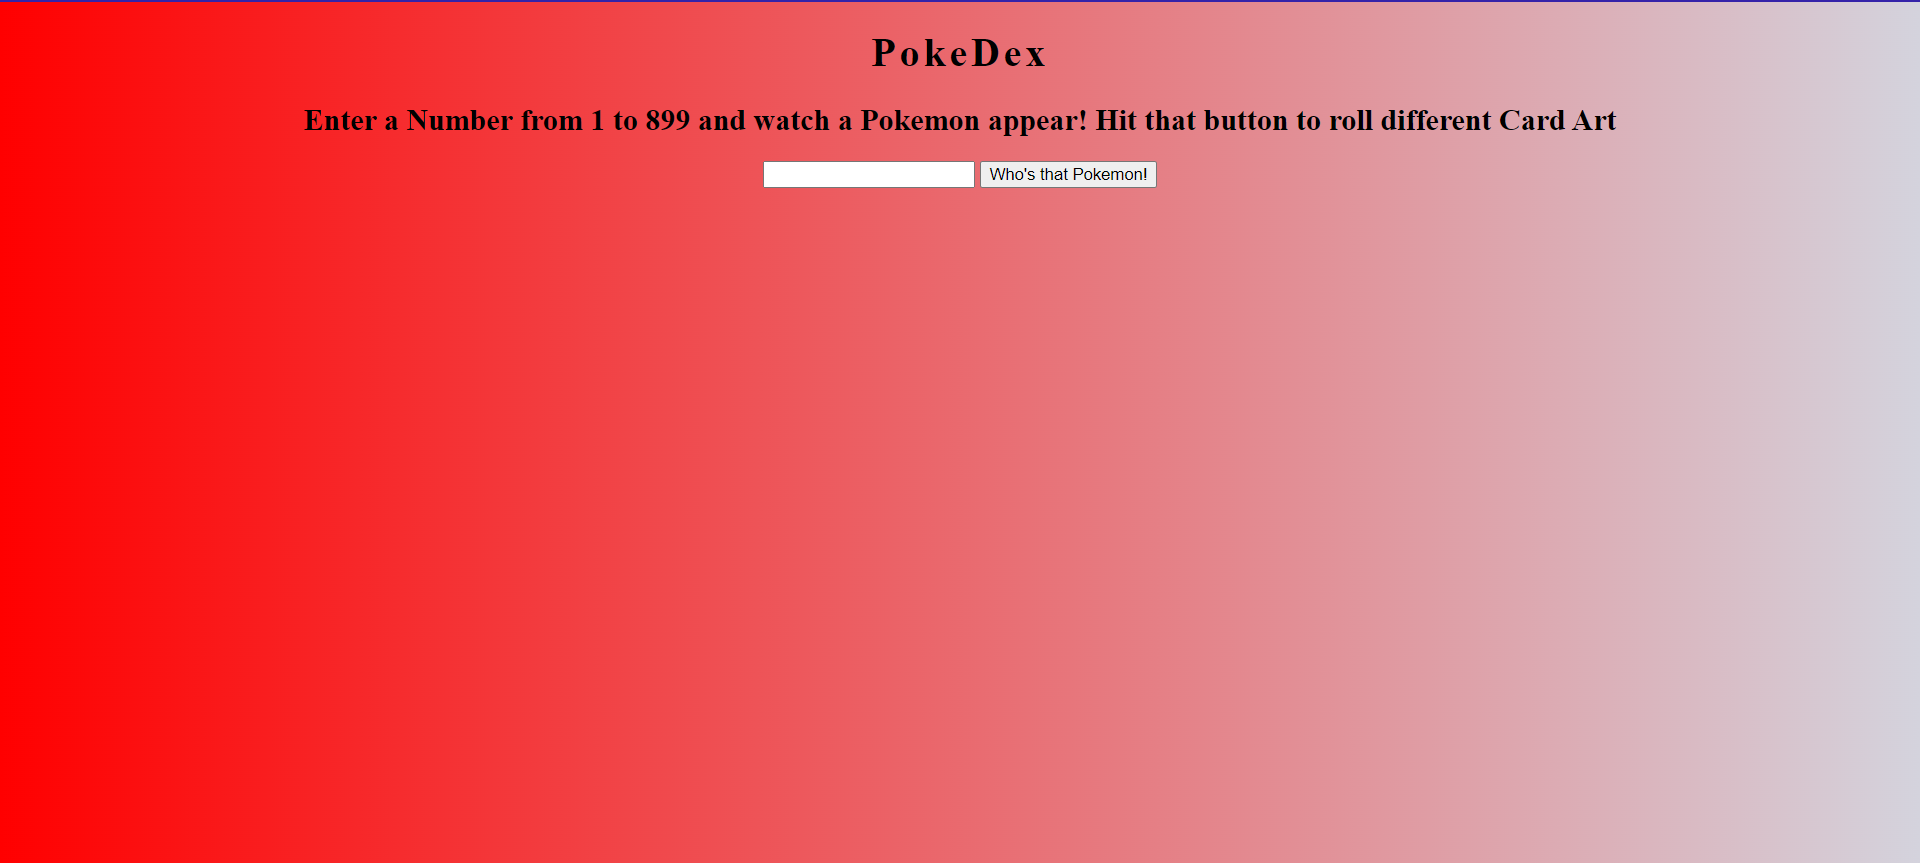 PokeDex
Enter a Number from 1 to 899 and watch a Pokemon appear! Hit that button to roll different Card Art
Who's that Pokemon!